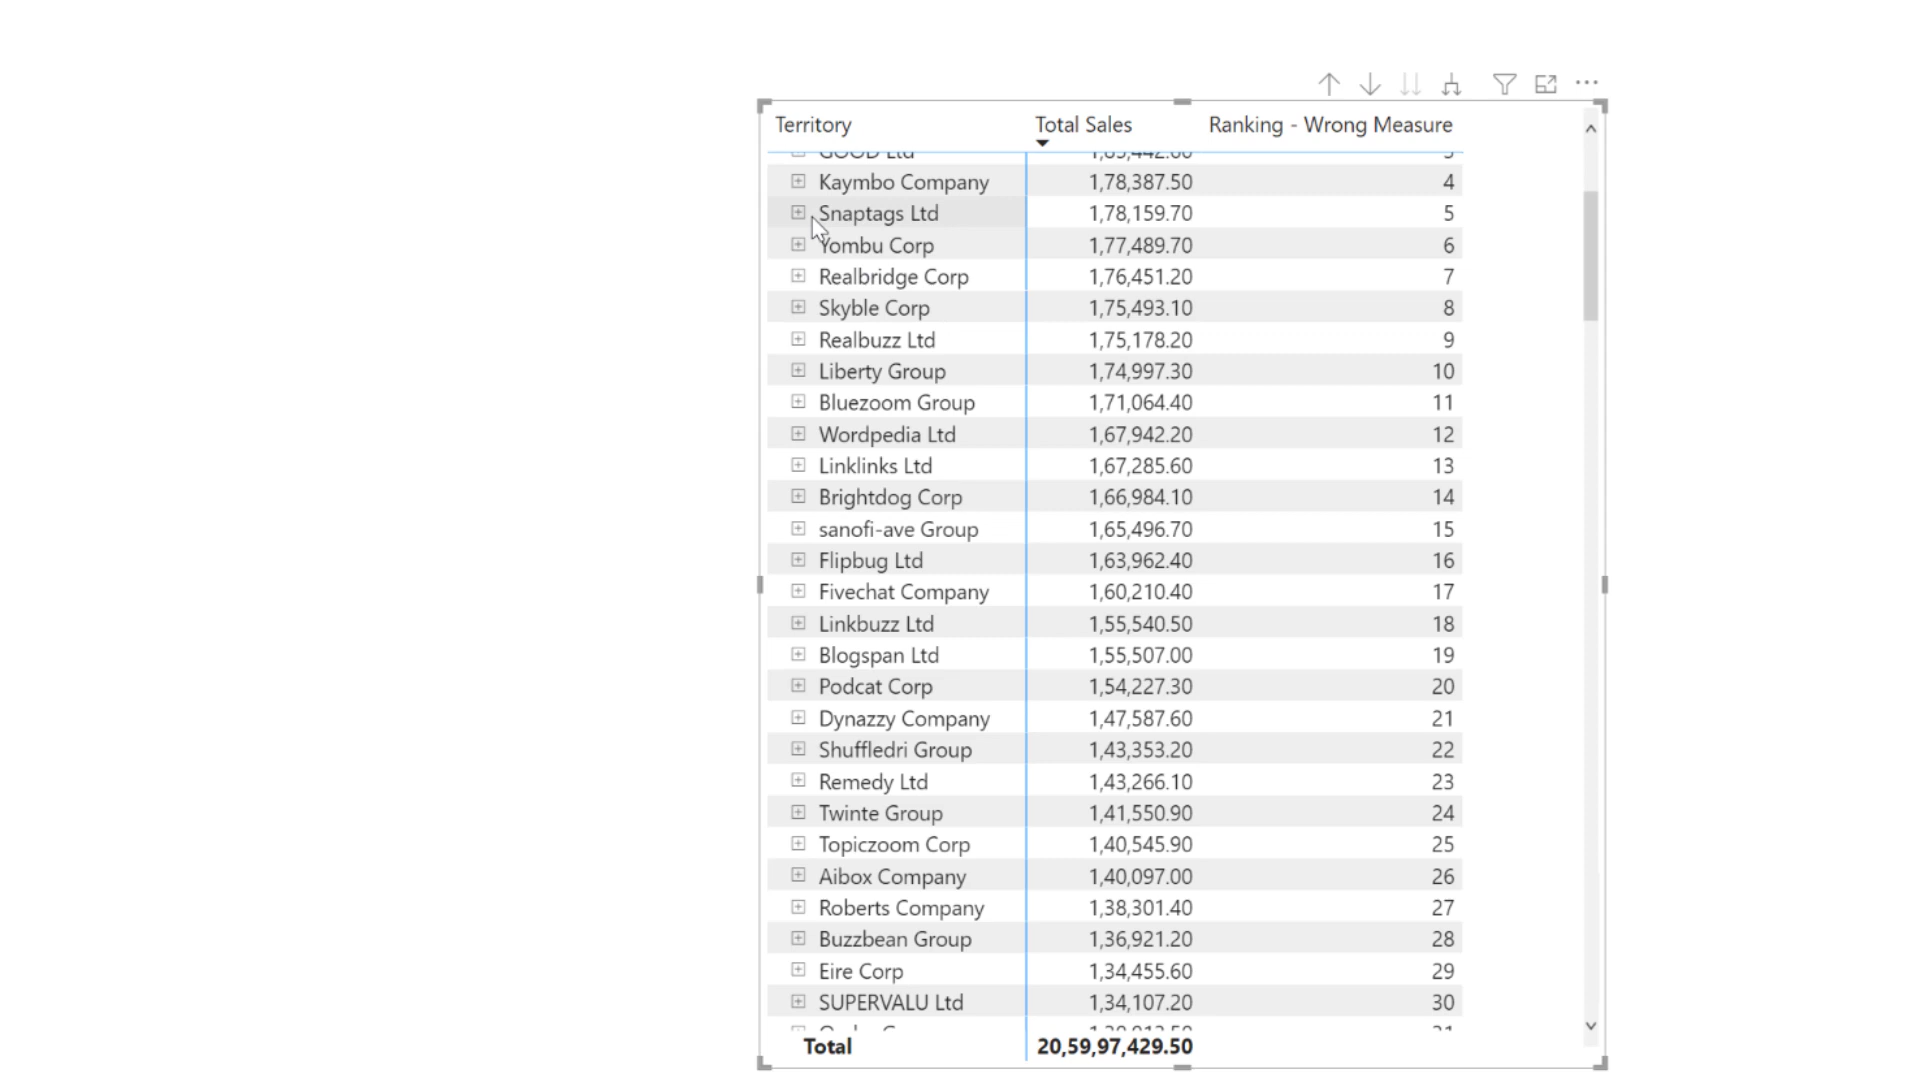 Territory Total Sales Ranking - Wrong Measure
GOOD Ltd 1,83,442.60 3
Kaymbo Company 1,78,387.50 4
Snaptags Ltd 1,78,159.70 5
Yombu Corp 1,77,489.70 6
Realbridge Corp 1,76,451.20 7
Skyble Corp 1,75,493.10 8
Realbuzz Ltd 1,75,178.20 9
Liberty Group 1,74,997.30 10
Bluezoom Group 1,71,064.40 11
Wordpedia Ltd 1,67,942.20 12
Linklinks Ltd 1,67,285.60 13
Brightdog Corp 1,66,984.10 14
sanofi-ave Group 1,65,496.70 15
Flipbug Ltd 1,63,962.40 16
Fivechat Company 1,60,210.40 17
Linkbuzz Ltd 1,55,540.50 18
Blogspan Ltd 1,55,507.00 19
Podcat Corp 1,54,227.30 20
Dynazzy Company 1,47,587.60 21
Shuffledri Group 1,43,353.20 22
Remedy Ltd 1,43,266.10 23
Twinte Group 1,41,550.90 24
Topiczoom Corp 1,40,545.90 25
Aibox Company 1,40,097.00 26
Roberts Company 1,38,301.40 27
Buzzbean Group 1,36,921.20 28
Eire Corp 1,34,455.60 29
SUPERVALU Ltd 1,34,107.20 30
31
Total 20,59,97,429.50